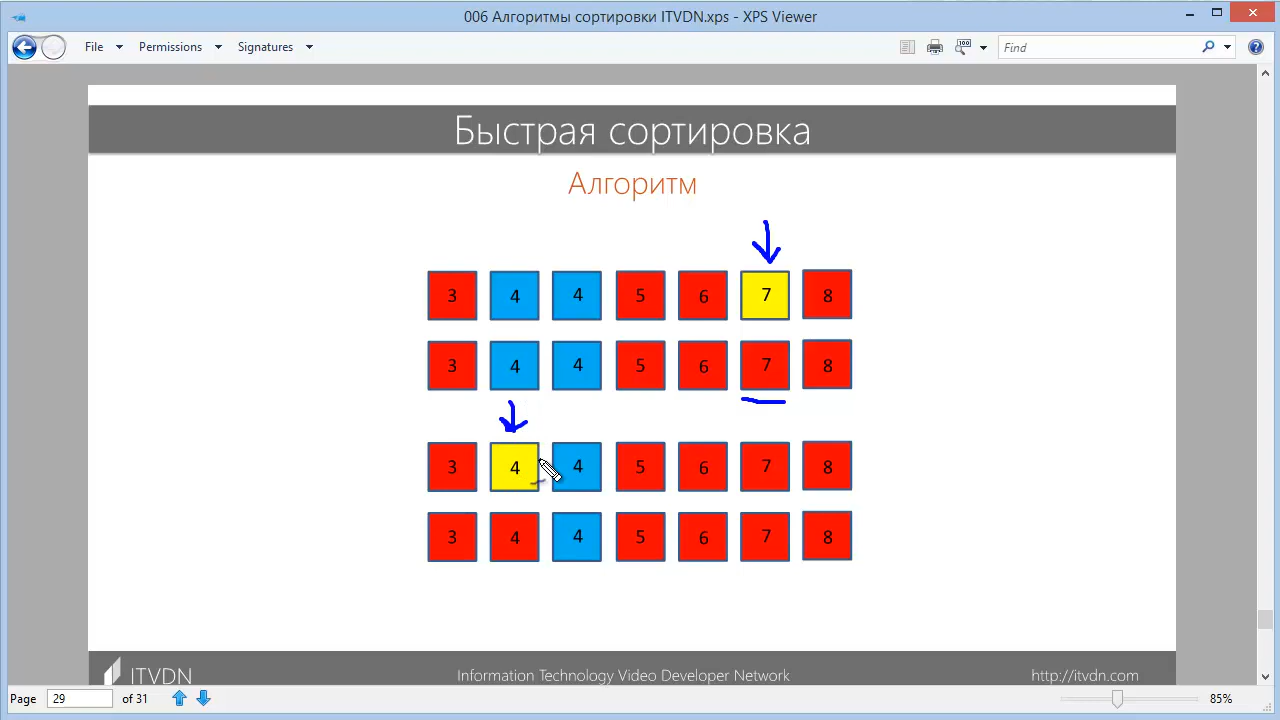 006 Алгоритмы сортировки ITVDN.xps - XPS Viewer
File Permissions Signatures Find
Быстрая сортировка
Алгоритм
3 4 4 5 6 7 8
3 4 4 5 6 7 8
3 4 4 5 6 7 8
3 4 4 5 6 7 8
ITVDN Information Technology Video Developer Network http://itvdn.com
Page 29 of 31 85%